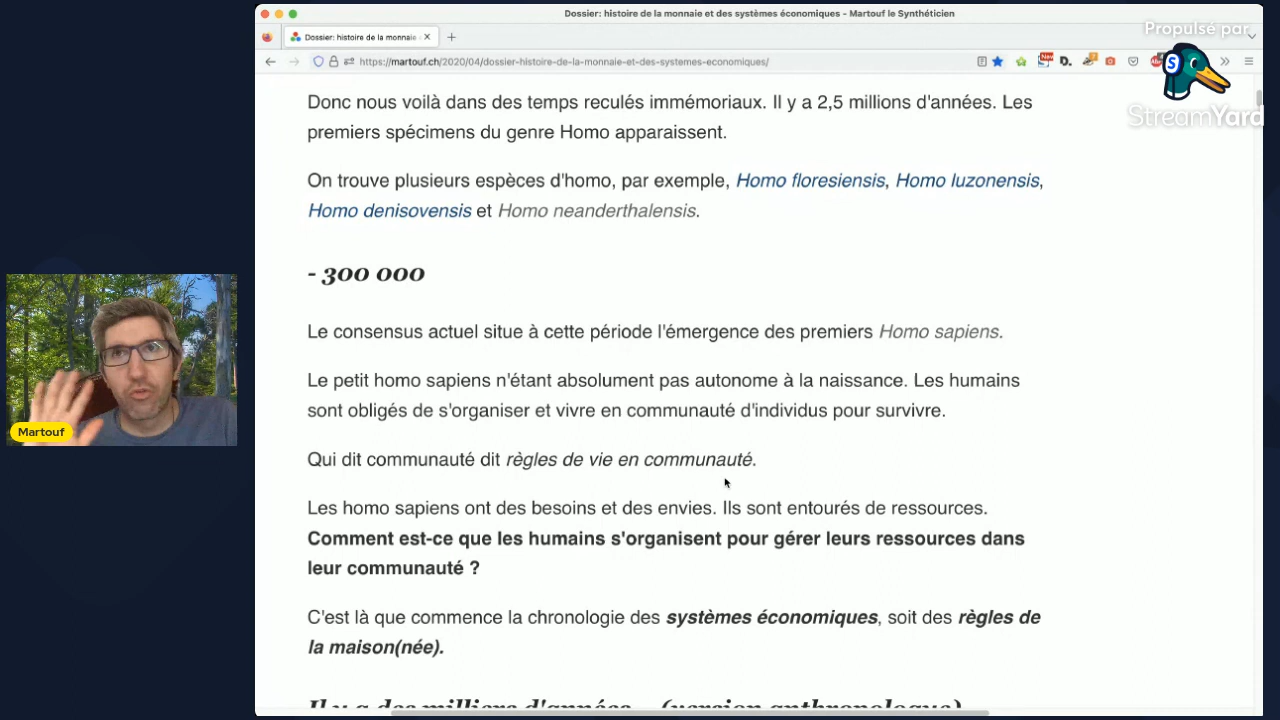 Dossier: histoire de la monnaie et des systèmes économiques - Martouf le Synthéticien
Propulsé par
Dossier: histoire de la monnaie
https://martouf.ch/2020/04/dossier-histoire-de-la-monnaie-et-des-systemes-economiques/
New
D.
StreamYard
Donc nous voilà dans des temps reculés immémoriaux. Il y a 2,5 millions d'années. Les
premiers spécimens du genre Homo apparaissent.
On trouve plusieurs espèces d'homo, par exemple, Homo floresiensis, Homo luzonensis,
Homo denisovensis et Homo neanderthalensis.
- 300 000
Le consensus actuel situe à cette période l'émergence des premiers Homo sapiens.
Le petit homo sapiens n'étant absolument pas autonome à la naissance. Les humains
sont obligés de s'organiser et vivre en communauté d'individus pour survivre.
Martouf
Qui dit communauté dit règles de vie en communauté.
Les homo sapiens ont des besoins et des envies. Ils sont entourés de ressources.
Comment est-ce que les humains s'organisent pour gérer leurs ressources dans
leur communauté ?
C'est là que commence la chronologie des systèmes économiques, soit des règles de
la maison(née).
Il y a des milliers d'années... (version anthropologue)